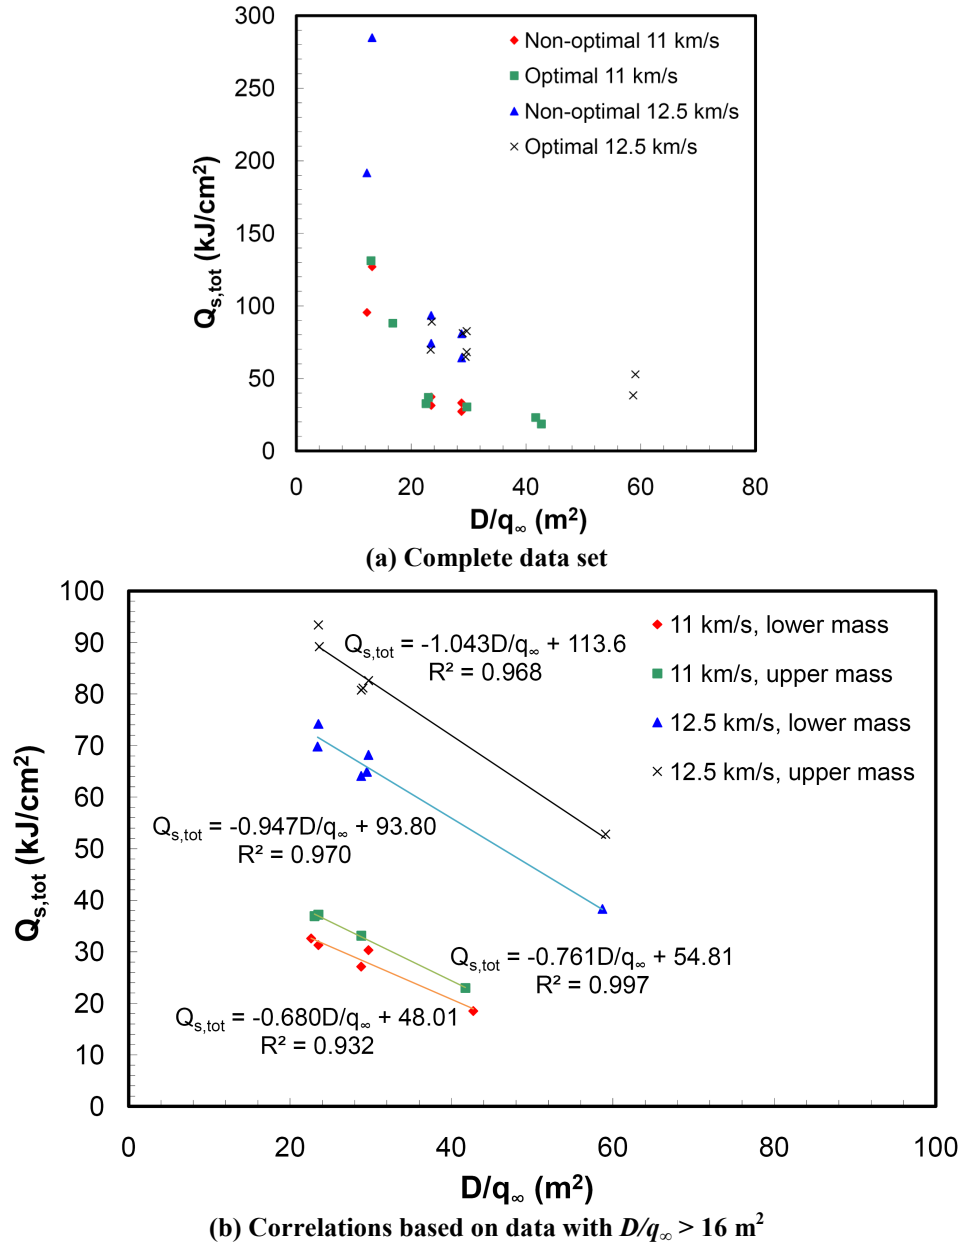 300
250
200
150
100
50
0
Q_s,tot (kJ/cm²)
Non-optimal 11 km/s
Optimal 11 km/s
Non-optimal 12.5 km/s
Optimal 12.5 km/s
0 20 40 60 80
D/q∞ (m²)
(a) Complete data set
100
90
80
70
60
50
40
30
20
10
0
Q_s,tot (kJ/cm²)
11 km/s, lower mass
11 km/s, upper mass
12.5 km/s, lower mass
12.5 km/s, upper mass
Q_s,tot = -1.043D/q∞ + 113.6
R² = 0.968
Q_s,tot = -0.947D/q∞ + 93.80
R² = 0.970
Q_s,tot = -0.761D/q∞ + 54.81
R² = 0.997
Q_s,tot = -0.680D/q∞ + 48.01
R² = 0.932
0 20 40 60 80 100
D/q∞ (m²)
(b) Correlations based on data with D/q∞ > 16 m²